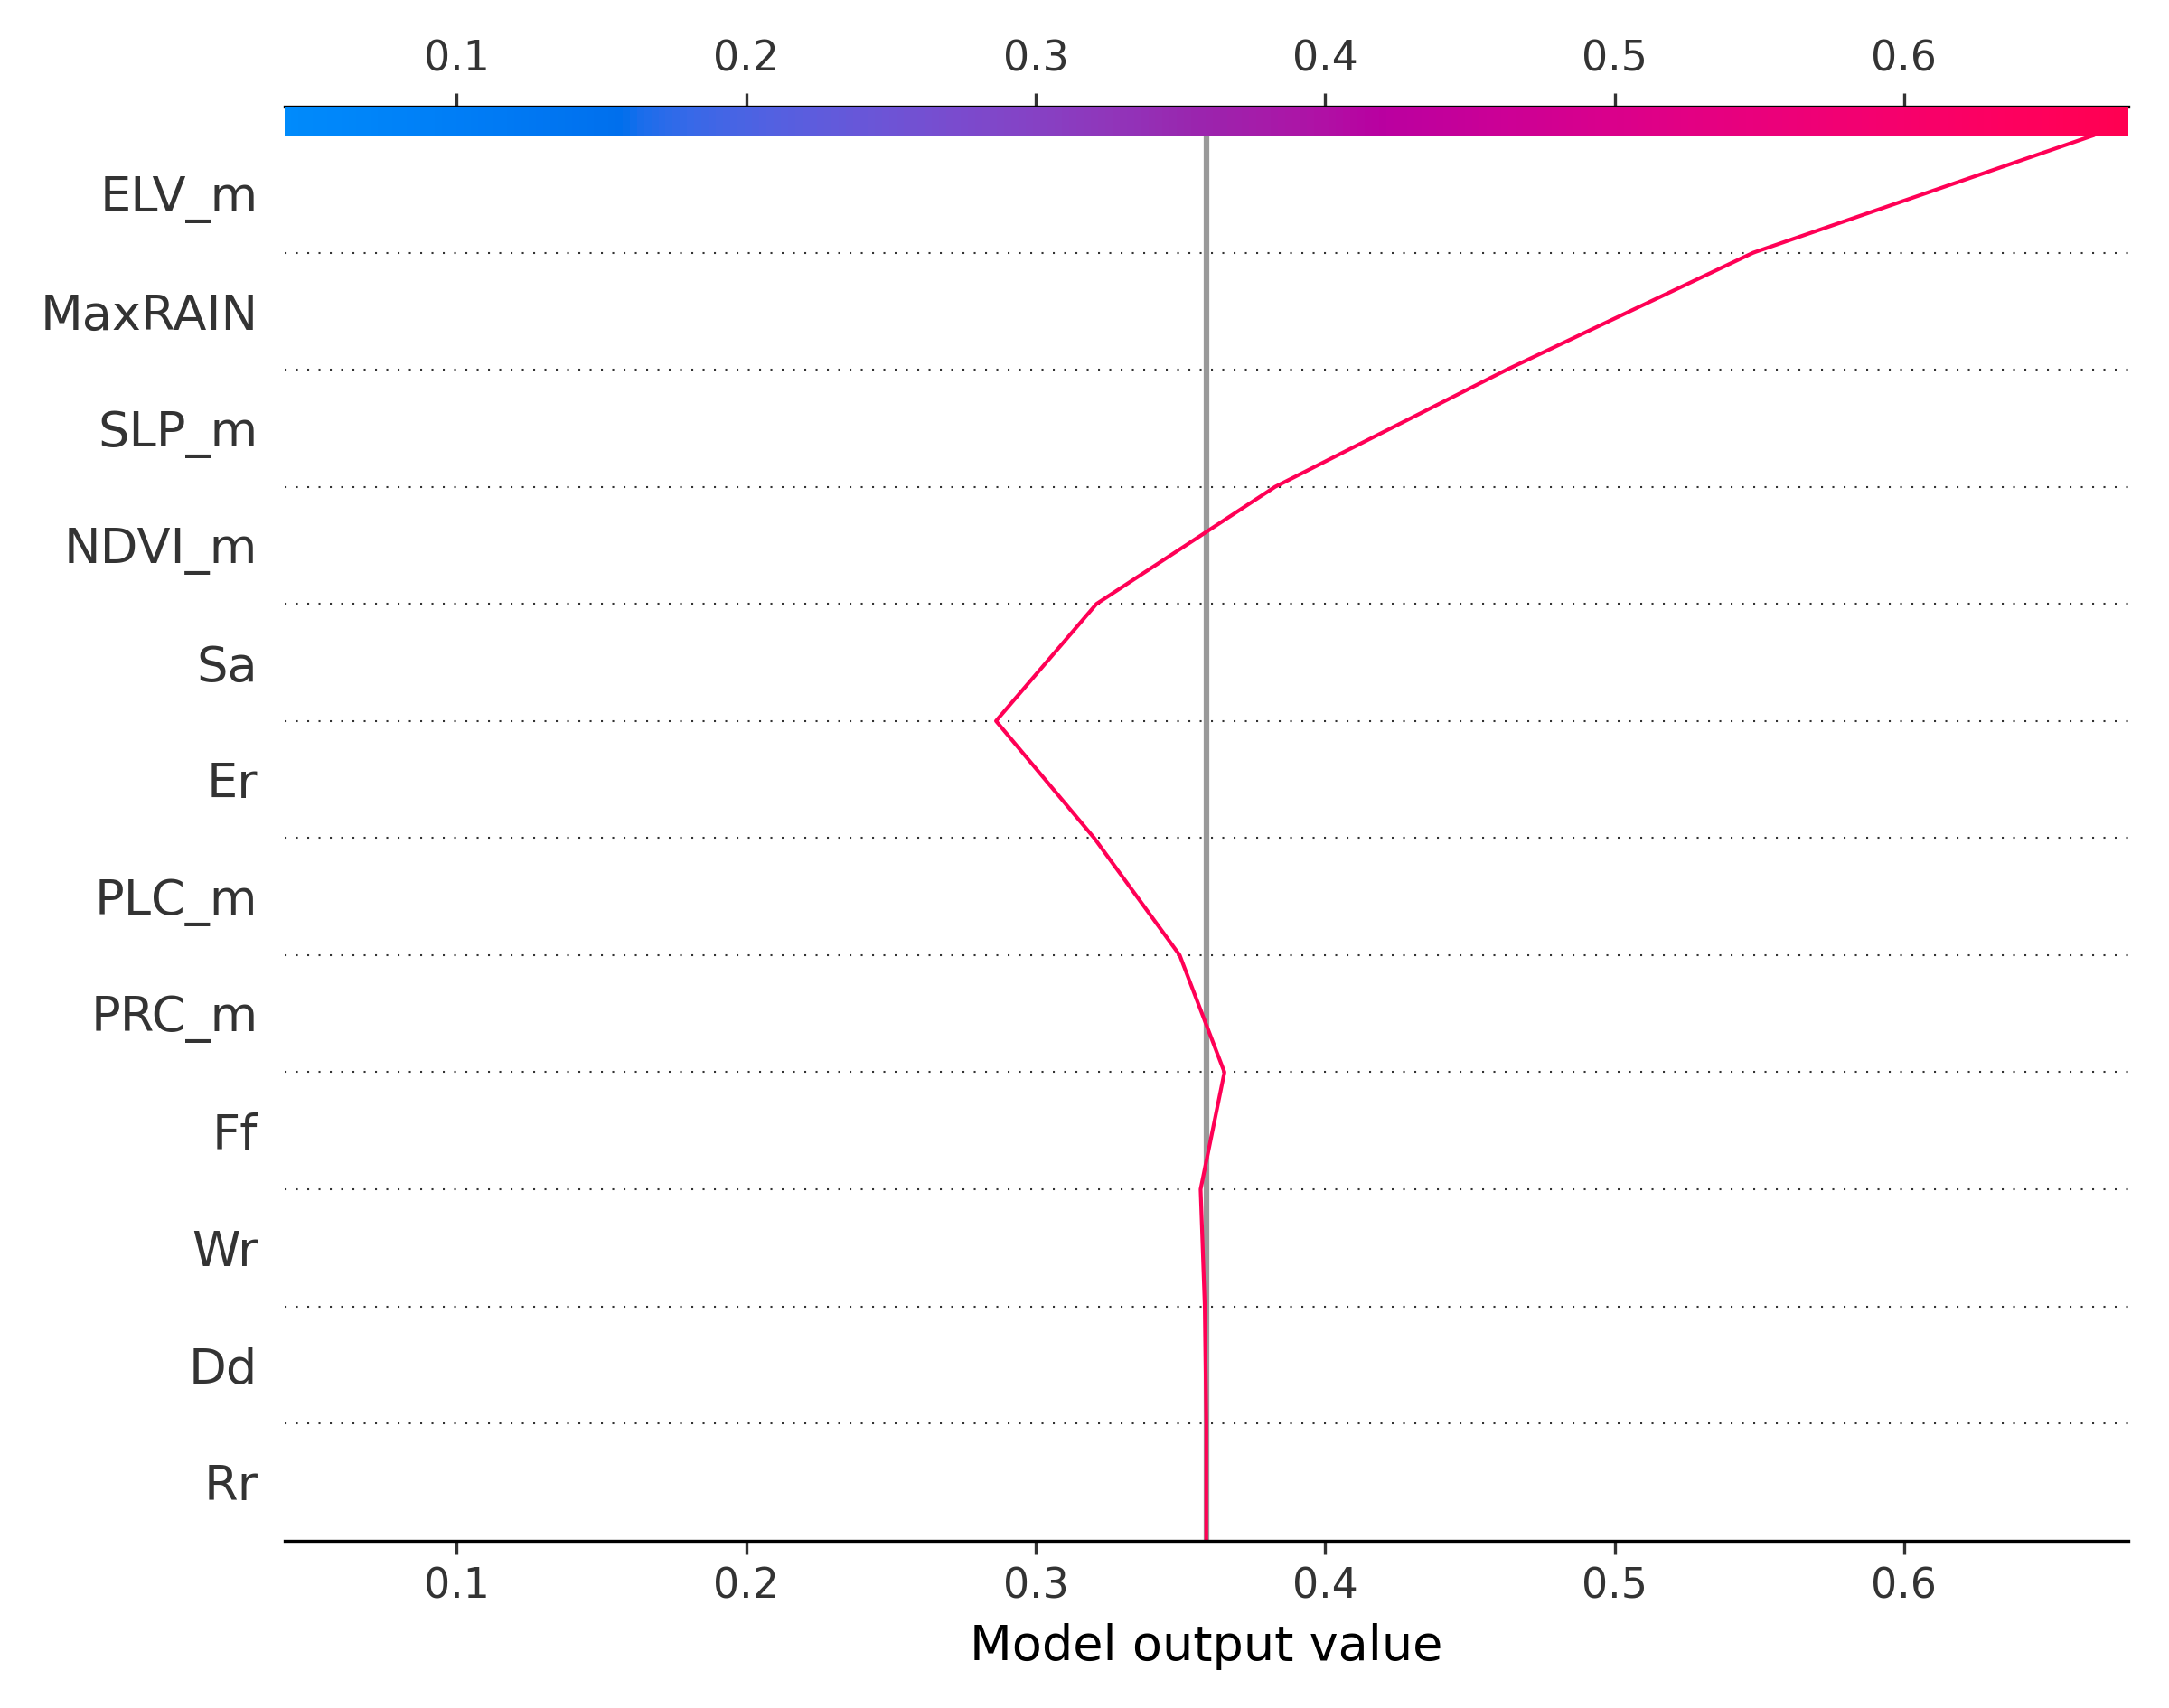 0.1 0.2 0.3 0.4 0.5 0.6
ELV_m
MaxRAIN
SLP_m
NDVI_m
Sa
Er
PLC_m
PRC_m
Ff
Wr
Dd
Rr
0.1 0.2 0.3 0.4 0.5 0.6
Model output value